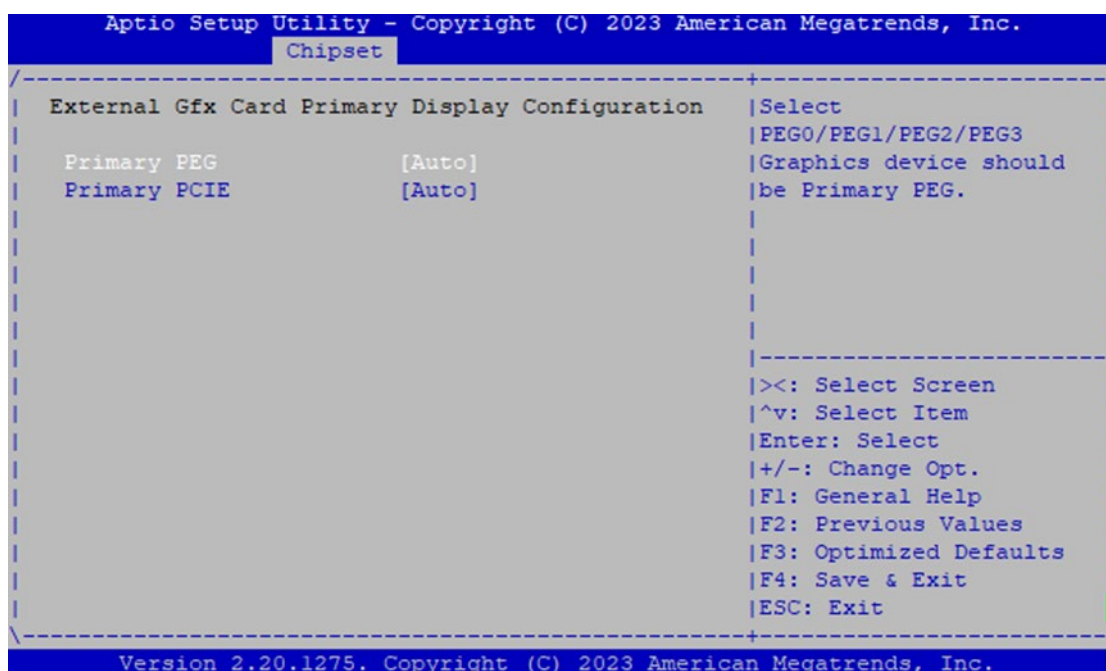 Aptio Setup Utility - Copyright (C) 2023 American Megatrends, Inc.
Chipset
External Gfx Card Primary Display Configuration
Primary PEG [Auto]
Primary PCIE [Auto]
Select
PEG0/PEG1/PEG2/PEG3
Graphics device should
be Primary PEG.
><: Select Screen
^v: Select Item
Enter: Select
+/-: Change Opt.
F1: General Help
F2: Previous Values
F3: Optimized Defaults
F4: Save & Exit
ESC: Exit
Version 2.20.1275. Copyright (C) 2023 American Megatrends, Inc.